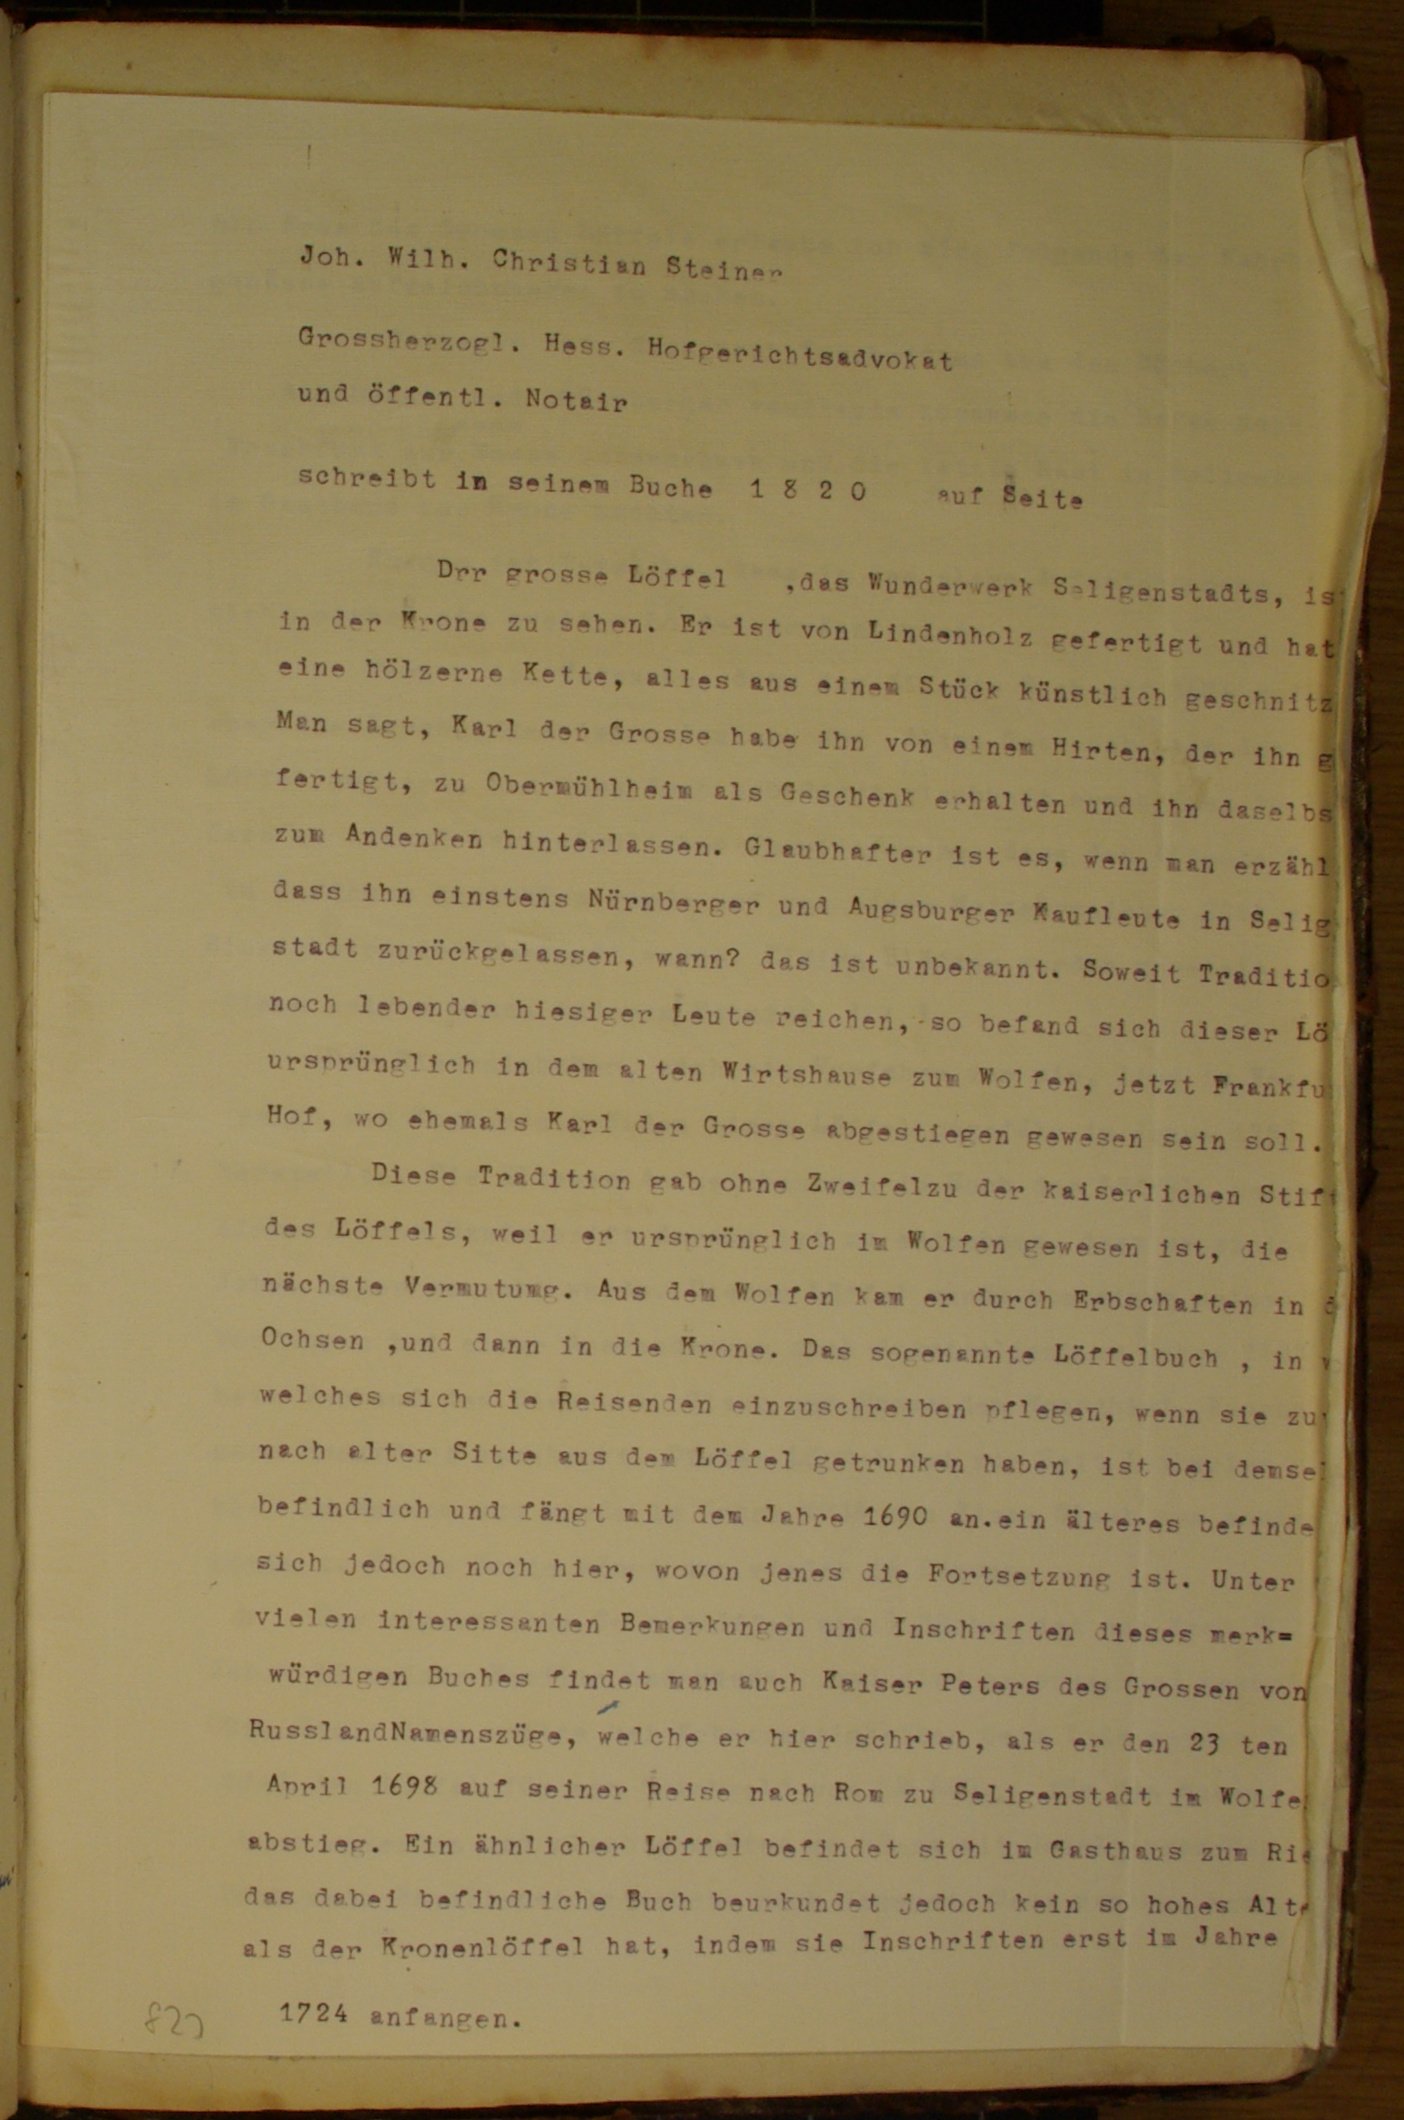 Joh. Wilh. Christian Steiner
Grossherzogl. Hess. Hofgerichtsadvokat
und öffentl. Notair
schreibt in seinem Buche 1 8 2 0 auf Seite
Drr grosse Löffel ,das Wunderwerk Seligenstadts, is
in der Krone zu sehen. Er ist von Lindenholz gefertigt und hat
eine hölzerne Kette, alles aus einem Stück künstlich geschnitz
Man sagt, Karl der Grosse habe ihn von einem Hirten, der ihn g
fertigt, zu Obermühlheim als Geschenk erhalten und ihn daselbs
zum Andenken hinterlassen. Glaubhafter ist es, wenn man erzähl
dass ihn einstens Nürnberger und Augsburger Kaufleute in Selig
stadt zurückgelassen, wann? das ist unbekannt. Soweit Traditio
noch lebender hiesiger Leute reichen, so befand sich dieser Lö
ursprünglich in dem alten Wirtshause zum Wolfen, jetzt Frankfu
Hof, wo ehemals Karl der Grosse abgestiegen gewesen sein soll.
Diese Tradition gab ohne Zweifelzu der kaiserlichen Stif
des Löffels, weil er ursprünglich im Wolfen gewesen ist, die
nächste Vermutumg. Aus dem Wolfen kam er durch Erbschaften in d
Ochsen ,und dann in die Krone. Das sogenannte Löffelbuch , in w
welches sich die Reisenden einzuschreiben pflegen, wenn sie zu
nach alter Sitte aus dem Löffel getrunken haben, ist bei demsel
befindlich und fängt mit dem Jahre 1690 an.ein älteres befinde
sich jedoch noch hier, wovon jenes die Fortsetzung ist. Unter
vielen interessanten Bemerkungen und Inschriften dieses merk=
würdigen Buches findet man auch Kaiser Peters des Grossen von
RusslandNamenszüge, welche er hier schrieb, als er den 23 ten
April 1698 auf seiner Reise nach Rom zu Seligenstadt im Wolfe
abstieg. Ein ähnlicher Löffel befindet sich im Gasthaus zum Rie
das dabei befindliche Buch beurkundet jedoch kein so hohes Alte
als der Kronenlöffel hat, indem sie Inschriften erst im Jahre
1724 anfangen.